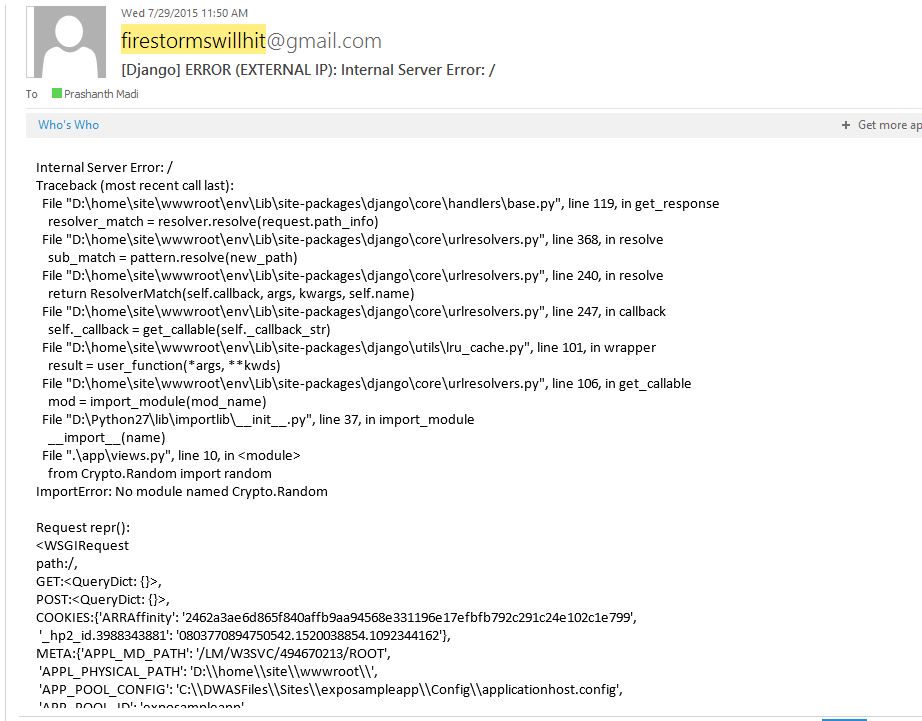 Wed 7/29/2015 11:50 AM
firestormswillhit@gmail.com
[Django] ERROR (EXTERNAL IP): Internal Server Error: /
To Prashanth Madi
Who's Who + Get more ap
Internal Server Error: /
Traceback (most recent call last):
File "D:\home\site\wwwroot\env\Lib\site-packages\django\core\handlers\base.py", line 119, in get_response
resolver_match = resolver.resolve(request.path_info)
File "D:\home\site\wwwroot\env\Lib\site-packages\django\core\urlresolvers.py", line 368, in resolve
sub_match = pattern.resolve(new_path)
File "D:\home\site\wwwroot\env\Lib\site-packages\django\core\urlresolvers.py", line 240, in resolve
return ResolverMatch(self.callback, args, kwargs, self.name)
File "D:\home\site\wwwroot\env\Lib\site-packages\django\core\urlresolvers.py", line 247, in callback
self._callback = get_callable(self._callback_str)
File "D:\home\site\wwwroot\env\Lib\site-packages\django\utils\lru_cache.py", line 101, in wrapper
result = user_function(*args, **kwds)
File "D:\home\site\wwwroot\env\Lib\site-packages\django\core\urlresolvers.py", line 106, in get_callable
mod = import_module(mod_name)
File "D:\Python27\lib\importlib\__init__.py", line 37, in import_module
__import__(name)
File ".\app\views.py", line 10, in <module>
from Crypto.Random import random
ImportError: No module named Crypto.Random
Request repr():
<WSGIRequest
path:/,
GET:<QueryDict: {}>,
POST:<QueryDict: {}>,
COOKIES:{'ARRAffinity': '2462a3ae6d865f840affb9aa94568e331196e17efbfb792c291c24e102c1e799',
'_hp2_id.3988343881': '0803770894750542.1520038854.1092344162'},
META:{'APPL_MD_PATH': '/LM/W3SVC/494670213/ROOT',
'APPL_PHYSICAL_PATH': 'D:\\home\\site\\wwwroot\\',
'APP_POOL_CONFIG': 'C:\\DWASFiles\\Sites\\exposampleapp\\Config\\applicationhost.config',
'APP_POOL_ID': 'exposampleapp'